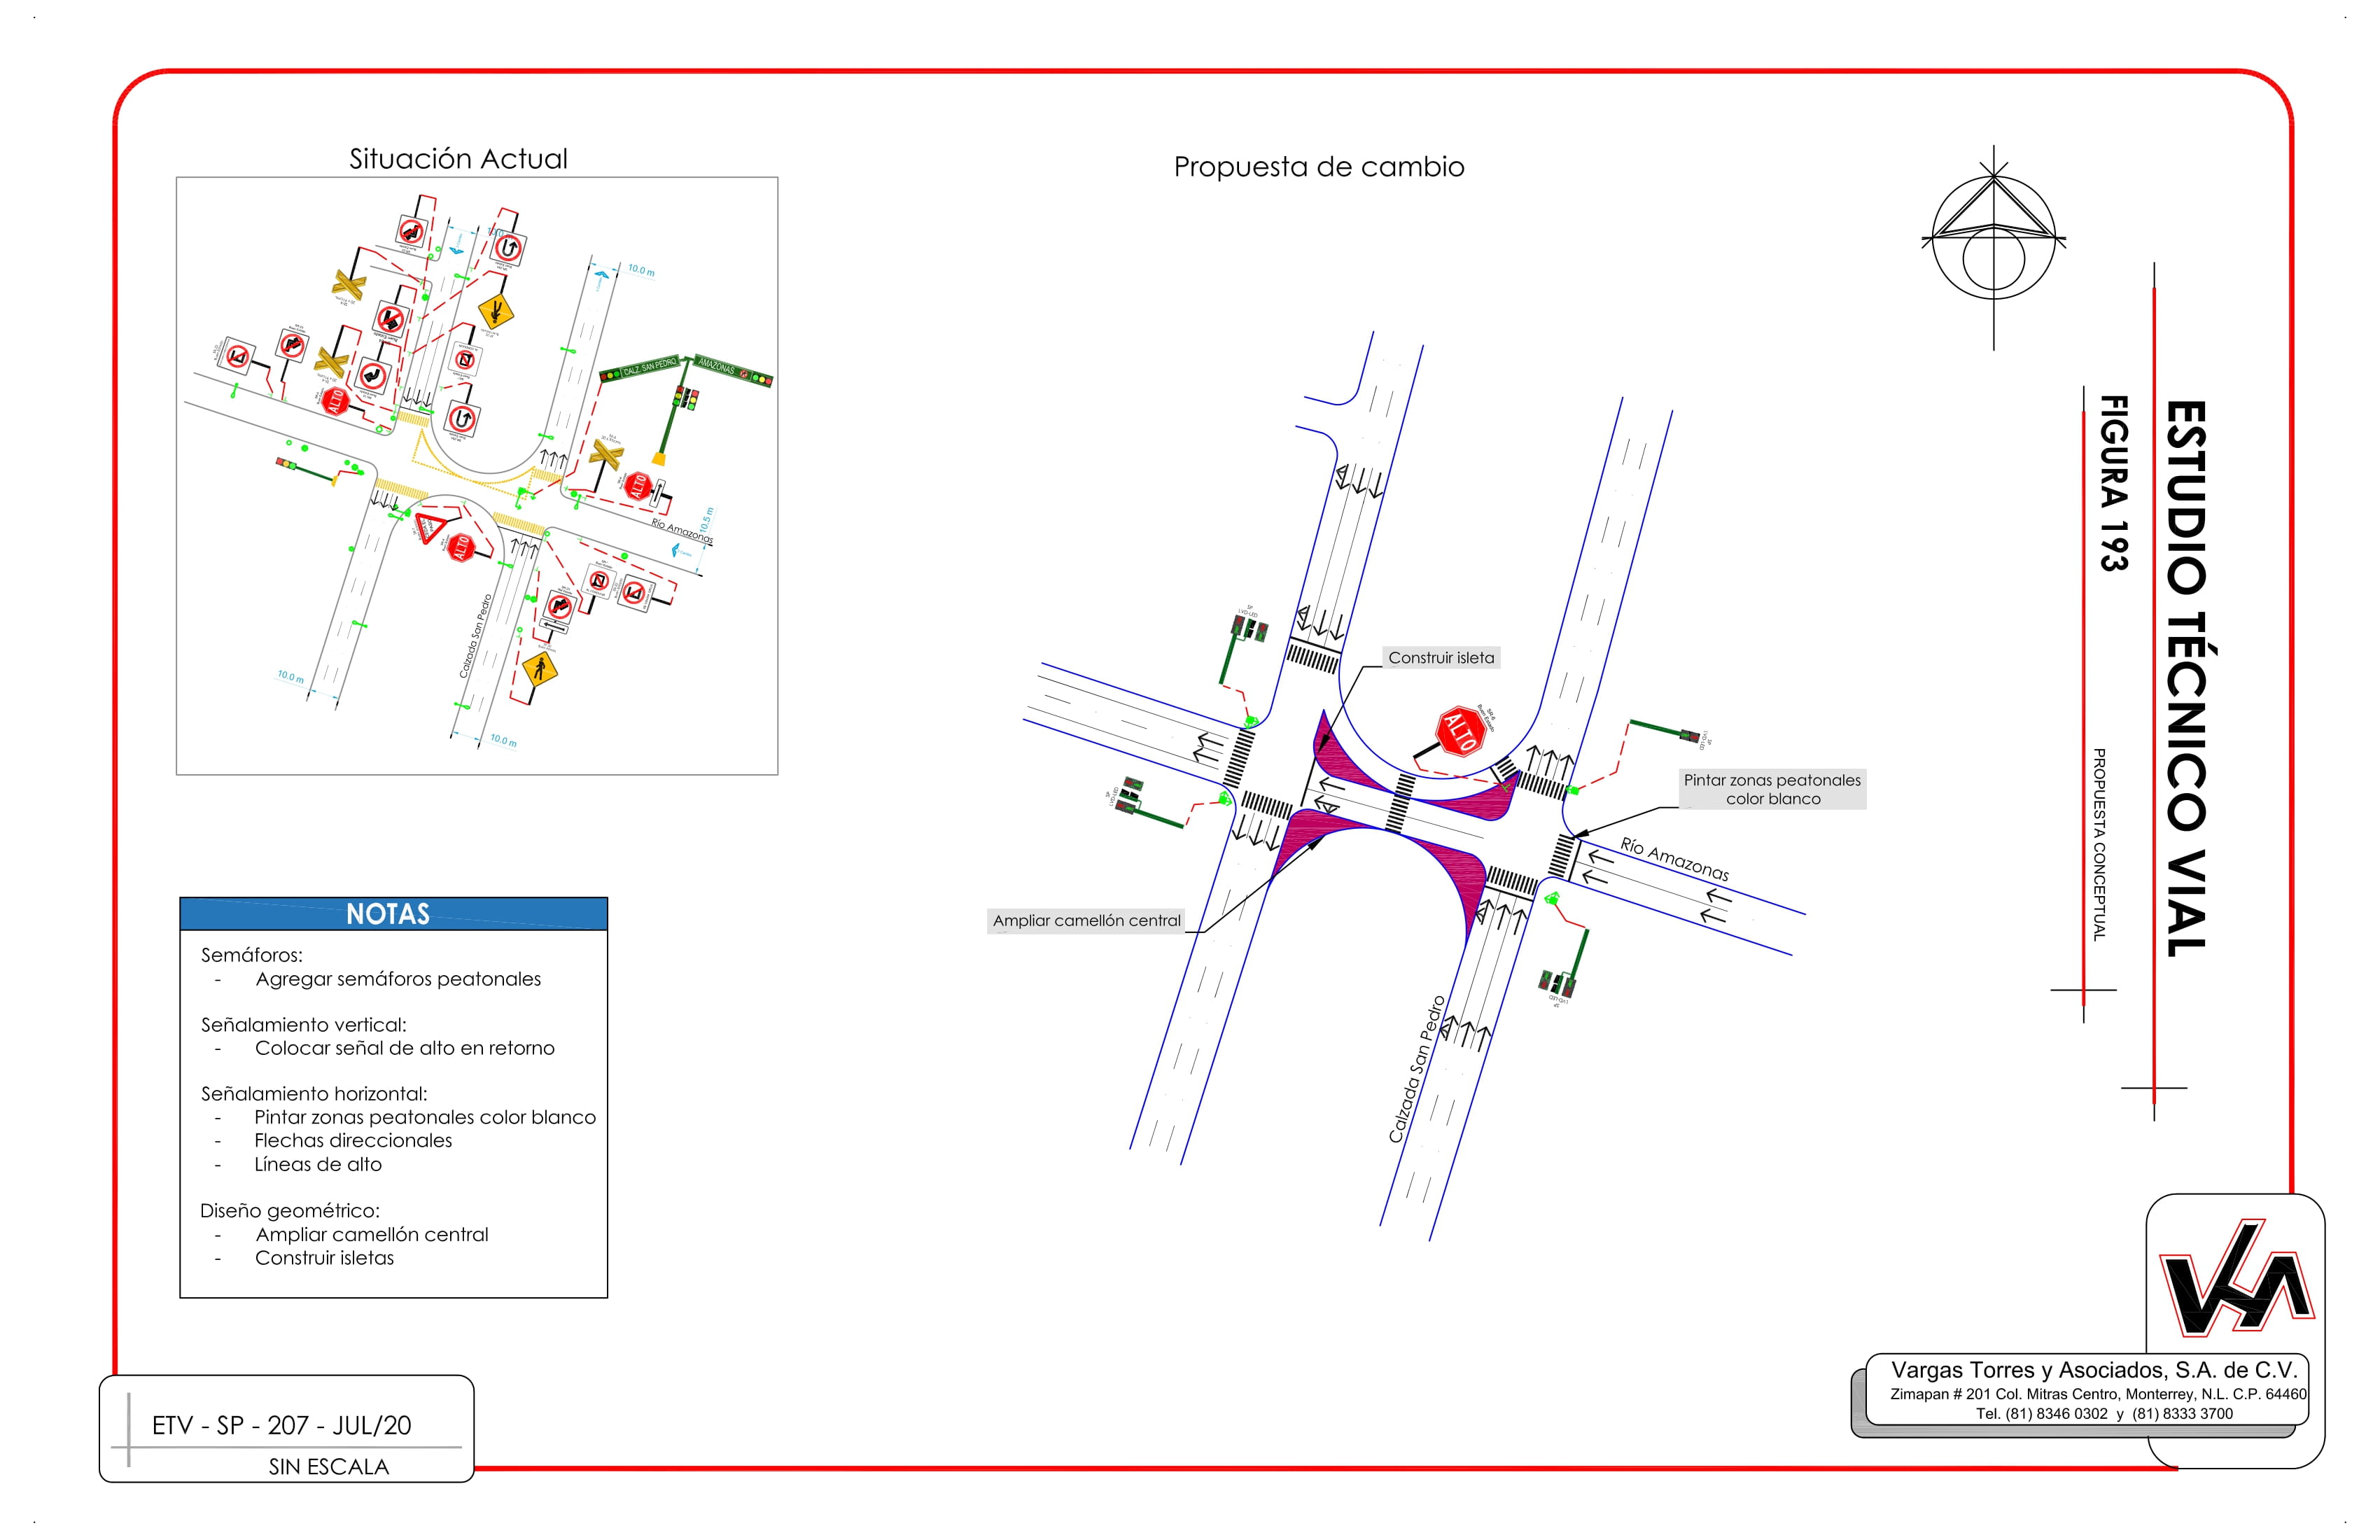 Situación Actual
Propuesta de cambio
10.0 m
CALZ. SAN PEDRO
AMAZONAS
ALTO
ALTO
ALTO
Río Amazonas
10.5 m
Calzada San Pedro
10.0 m
10.0 m
Construir isleta
ALTO
Pintar zonas peatonales
color blanco
Río Amazonas
Ampliar camellón central
Calzada San Pedro
NOTAS
Semáforos:
- Agregar semáforos peatonales
Señalamiento vertical:
- Colocar señal de alto en retorno
Señalamiento horizontal:
- Pintar zonas peatonales color blanco
- Flechas direccionales
- Líneas de alto
Diseño geométrico:
- Ampliar camellón central
- Construir isletas
ESTUDIO TÉCNICO VIAL
FIGURA 193
PROPUESTA CONCEPTUAL
ETV - SP - 207 - JUL/20
SIN ESCALA
Vargas Torres y Asociados, S.A. de C.V.
Zimapan # 201 Col. Mitras Centro, Monterrey, N.L. C.P. 64460
Tel. (81) 8346 0302 y (81) 8333 3700